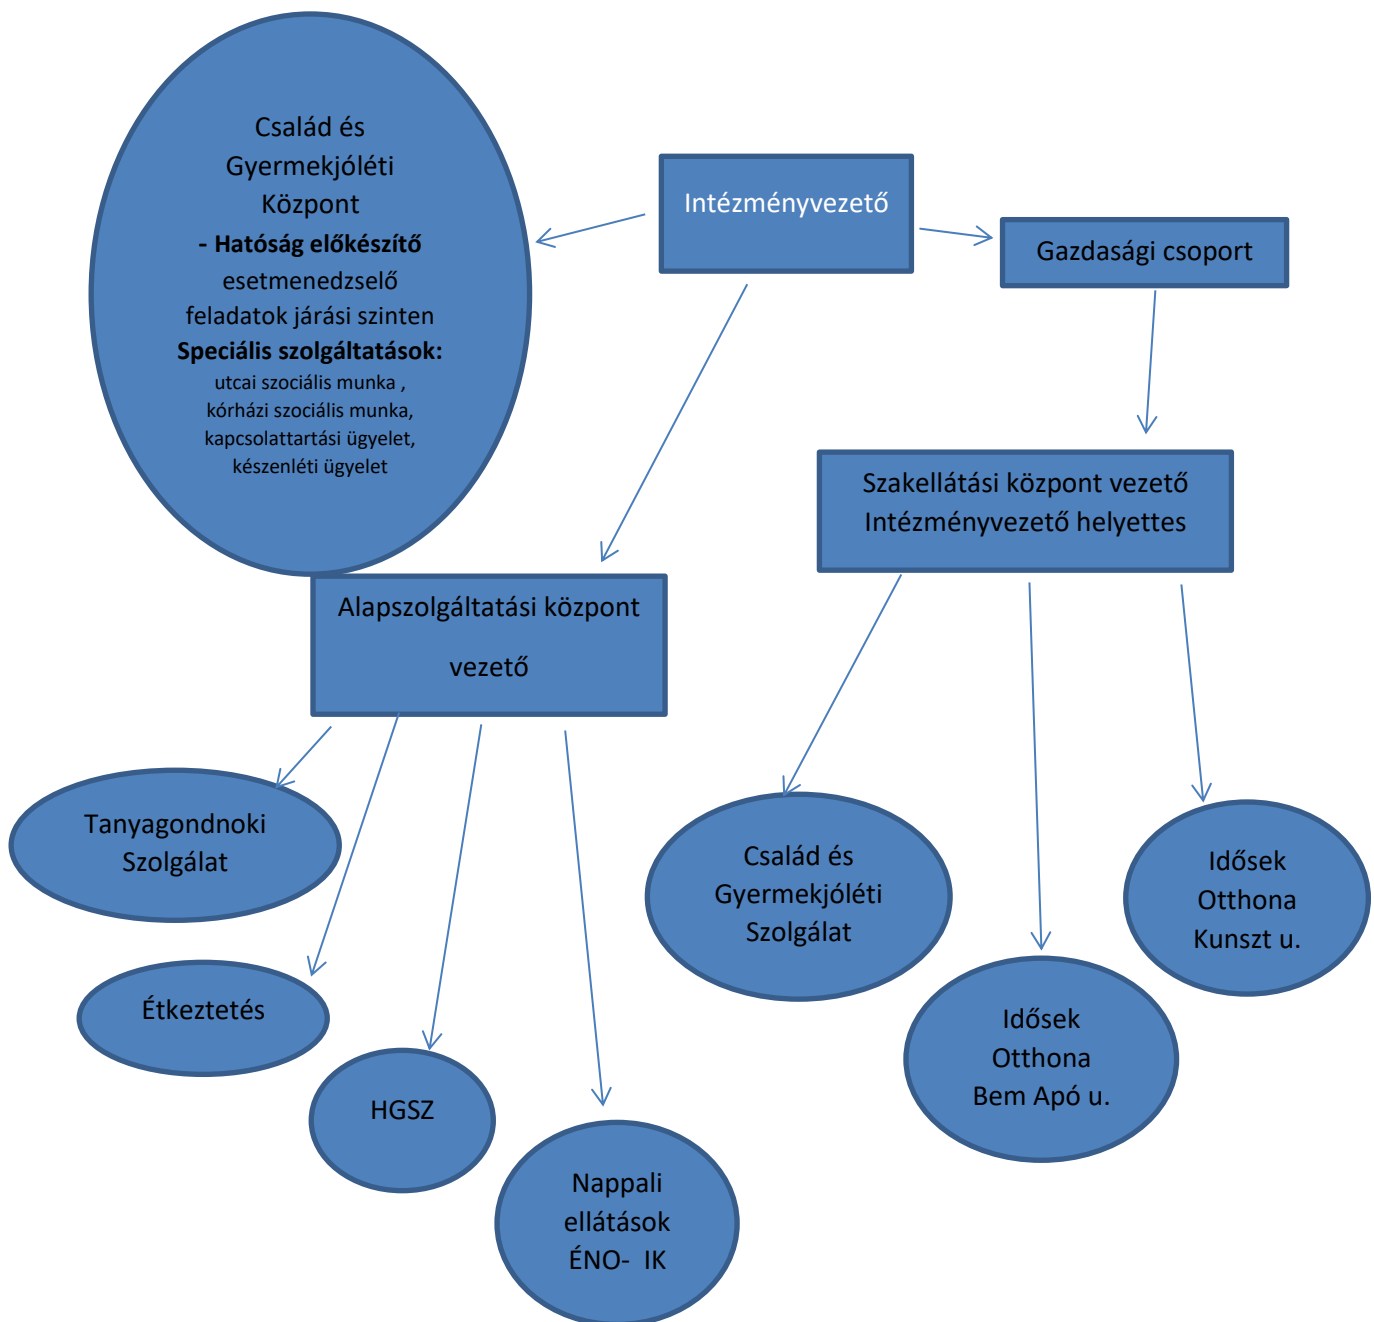 Család és
Gyermekjóléti
Központ
- Hatóság előkészítő
esetmenedzselő
feladatok járási szinten
Speciális szolgáltatások:
utcai szociális munka ,
kórházi szociális munka,
kapcsolattartási ügyelet,
készenléti ügyelet
Intézményvezető
Gazdasági csoport
Szakellátási központ vezető
Intézményvezető helyettes
Alapszolgáltatási központ
vezető
Tanyagondnoki
Szolgálat
Étkeztetés
HGSZ
Nappali
ellátások
ÉNO- IK
Család és
Gyermekjóléti
Szolgálat
Idősek
Otthona
Bem Apó u.
Idősek
Otthona
Kunszt u.